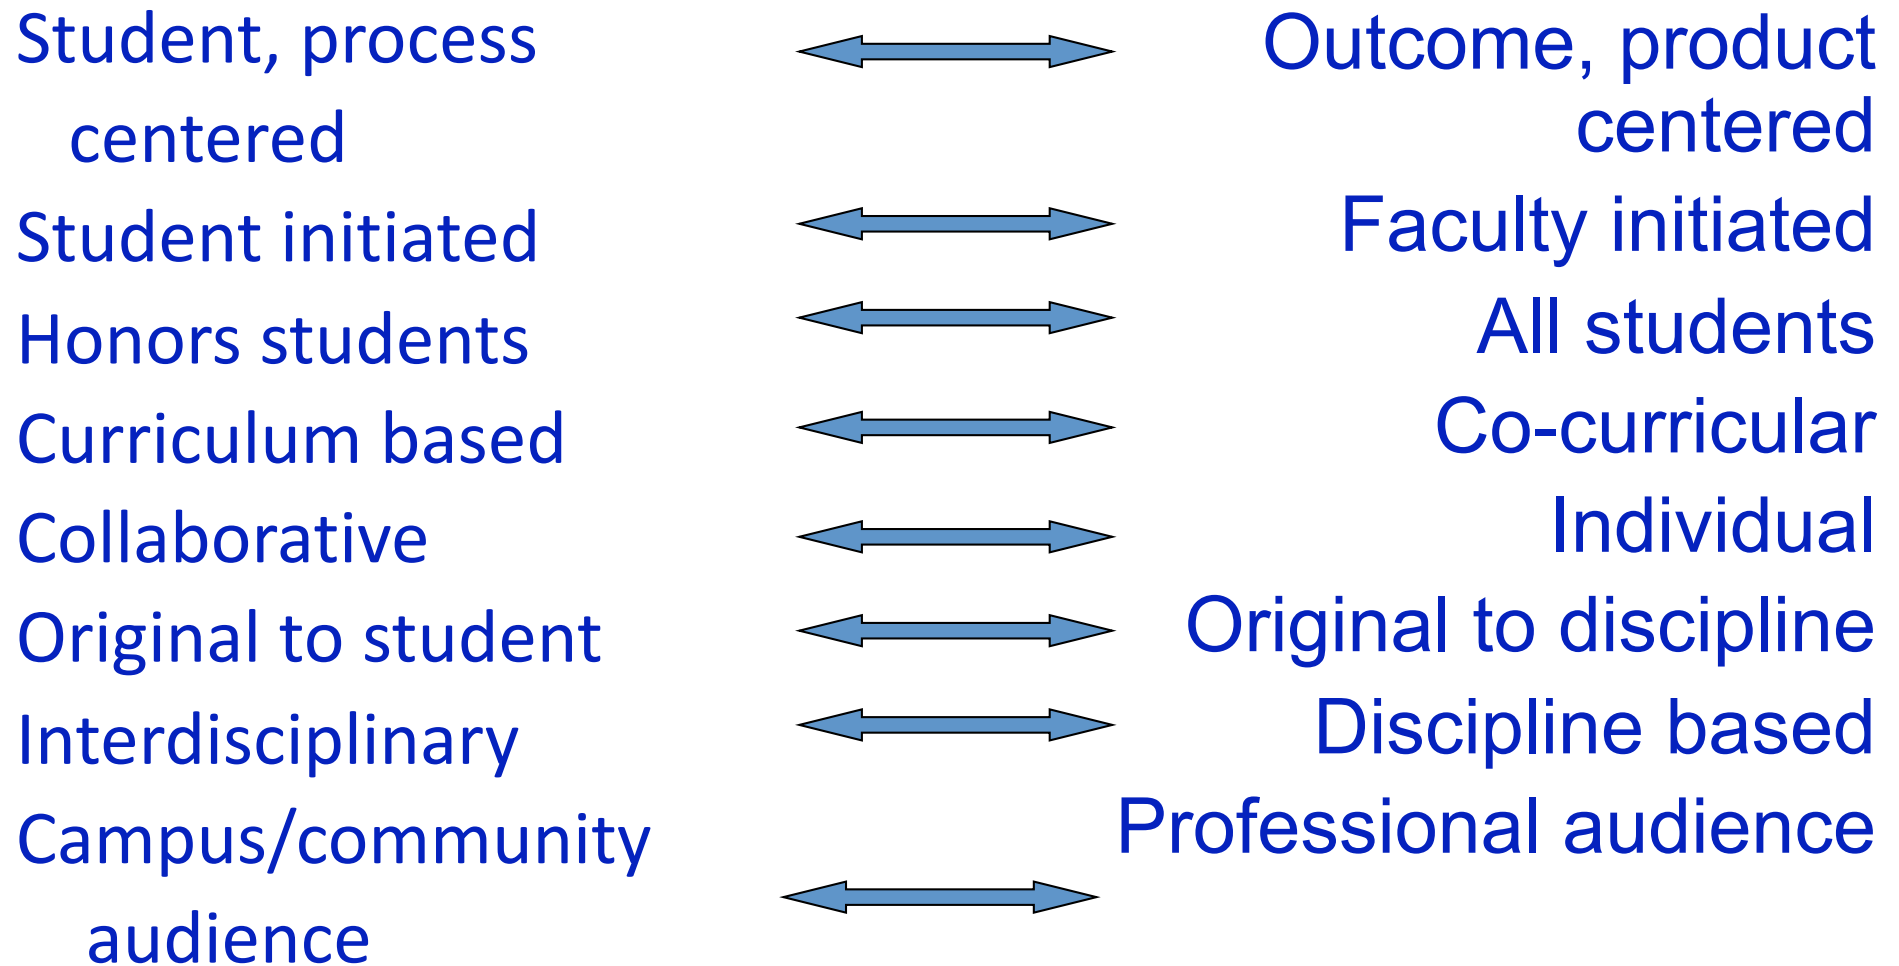 Student, process
centered
Outcome, product
centered
Student initiated
Faculty initiated
Honors students
All students
Curriculum based
Co-curricular
Collaborative
Individual
Original to student
Original to discipline
Interdisciplinary
Discipline based
Campus/community
audience
Professional audience